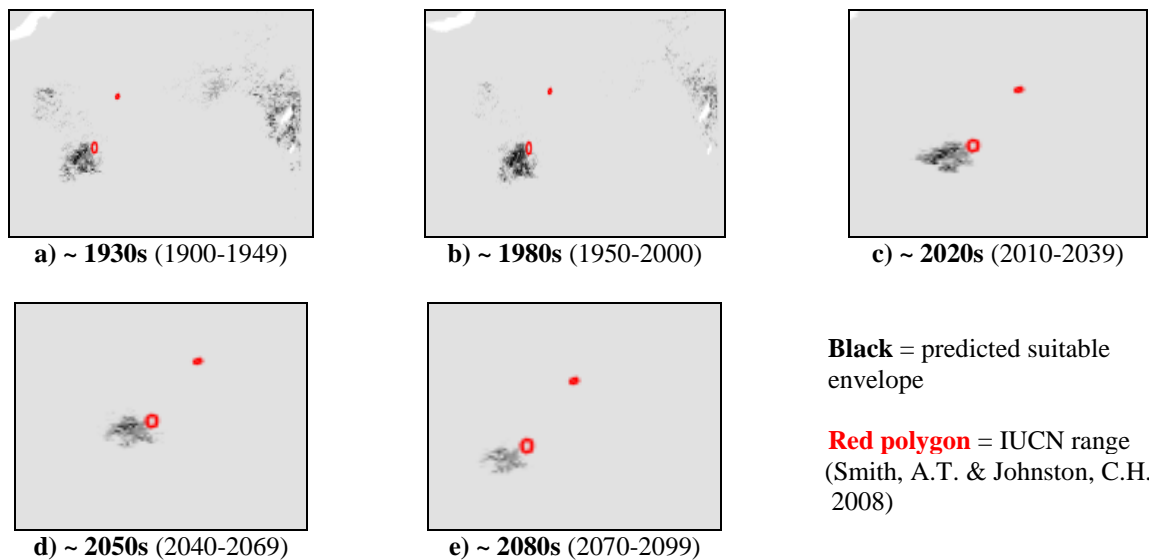 a) ~ 1930s (1900-1949)
b) ~ 1980s (1950-2000)
c) ~ 2020s (2010-2039)
d) ~ 2050s (2040-2069)
e) ~ 2080s (2070-2099)
Black = predicted suitable
envelope
Red polygon = IUCN range
(Smith, A.T. & Johnston, C.H.
2008)